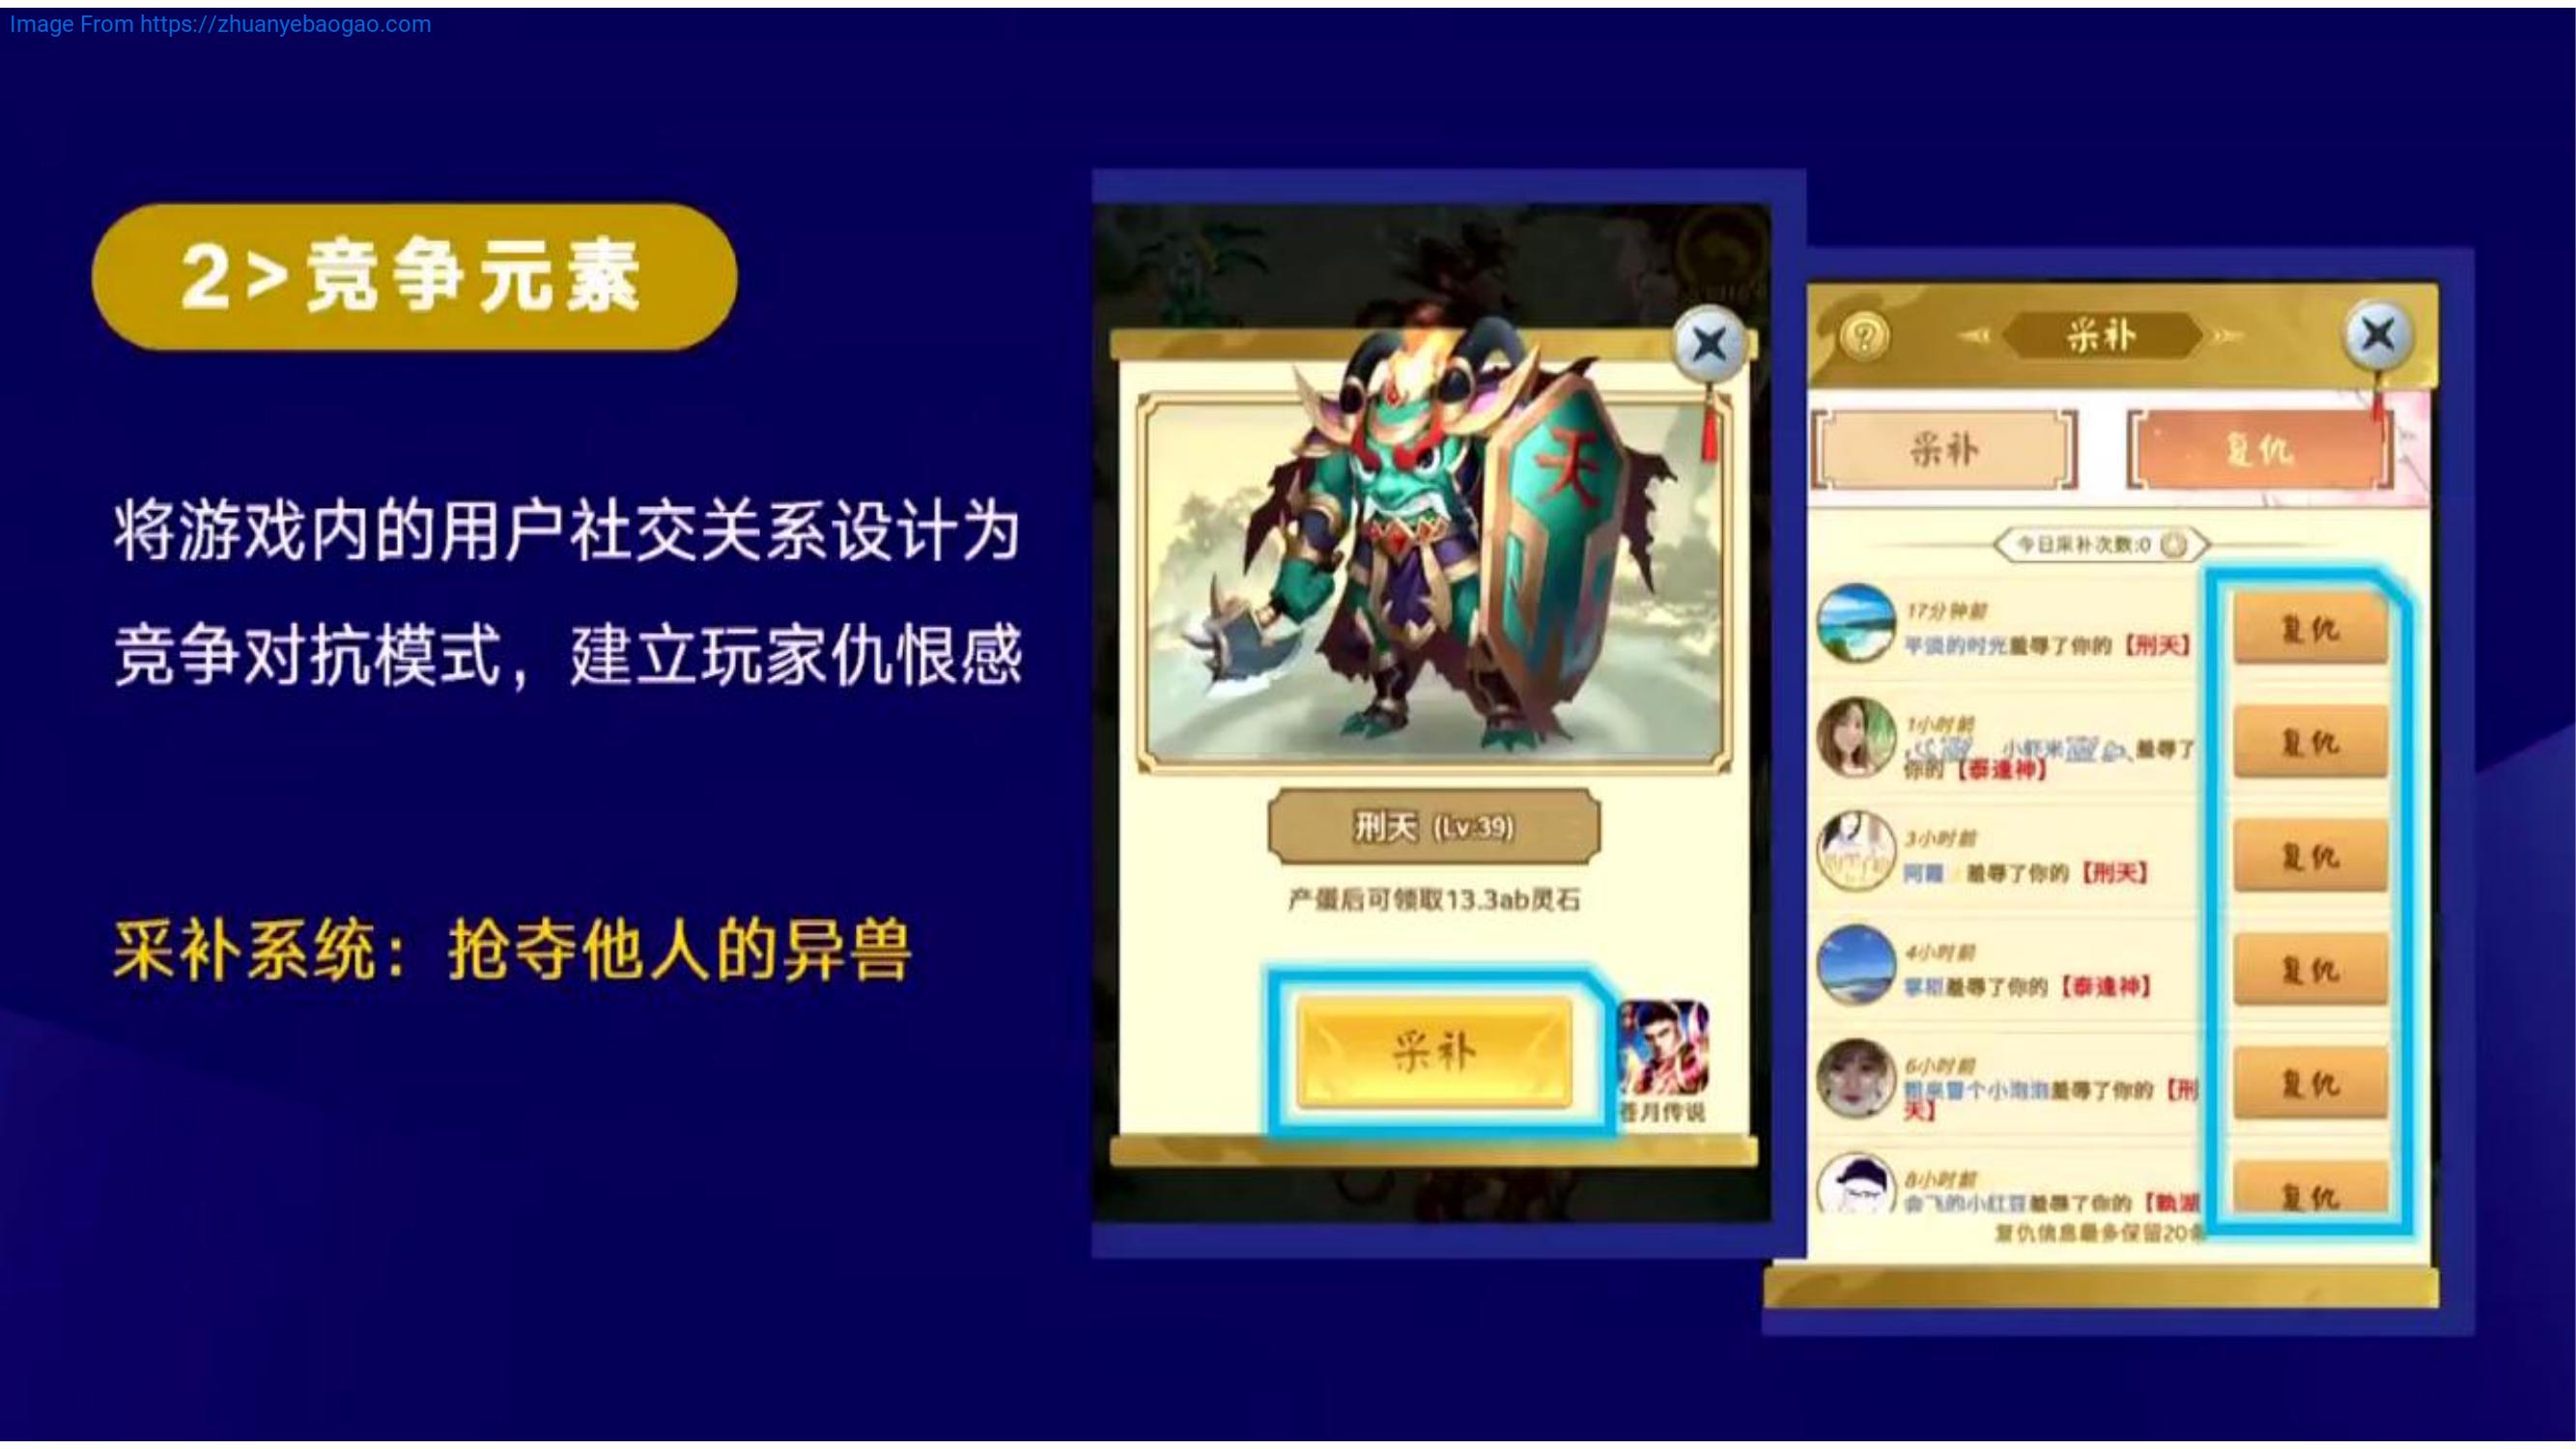 Image From https://zhuanyebaogao.com
2>竞争元素
将游戏内的用户社交关系设计为
竞争对抗模式，建立玩家仇恨感
采补系统：抢夺他人的异兽
天
刑天 (Lv.39)
产蛋后可领取13.3ab灵石
采补
苍月传说
?
采补
采补
复仇
今日采补次数:0
17分钟前
平淡的时光羞辱了你的【刑天】
复仇
1小时前
小虾米 羞辱了
你的【泰逢神】
复仇
3小时前
阿霞 羞辱了你的【刑天】
复仇
4小时前
羞辱了你的【泰逢神】
复仇
6小时前
粗来冒个小泡泡羞辱了你的【刑
天】
复仇
8小时前
会飞的小红豆羞辱了你的
复仇
复仇信息最多保留20条